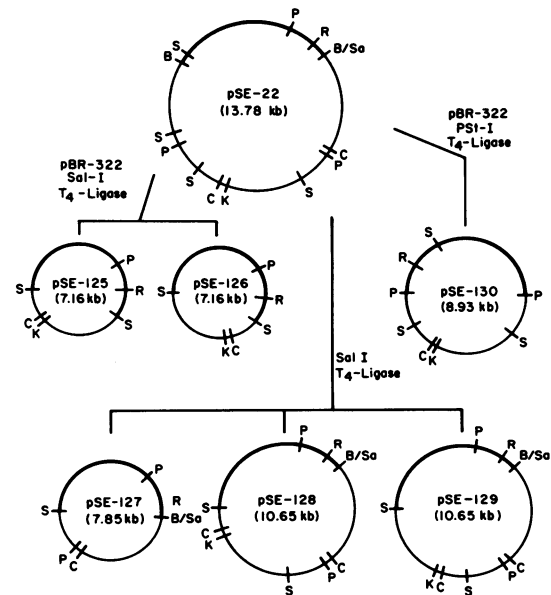 P
R
S
B/Sa
B
pSE-22
(13.78 kb)
S
P
C
P
S
C K
S
pBR-322
Sal-I
T4-Ligase
pBR-322
PSt-I
T4-Ligase
P
S
pSE-125
(7.16 kb)
R
C
K
S
P
S
pSE-126
(7.16 kb)
R
S
K C
S
R
P
pSE-130
(8.93 kb)
P
S
C K
S
Sal I
T4-Ligase
P
S
pSE-127
(7.85 kb)
R
B/Sa
P
C
P
R
B/Sa
S
pSE-128
(10.65 kb)
C
K
C
P
S
P
R
B/Sa
S
pSE-129
(10.65 kb)
K C
S
C
P